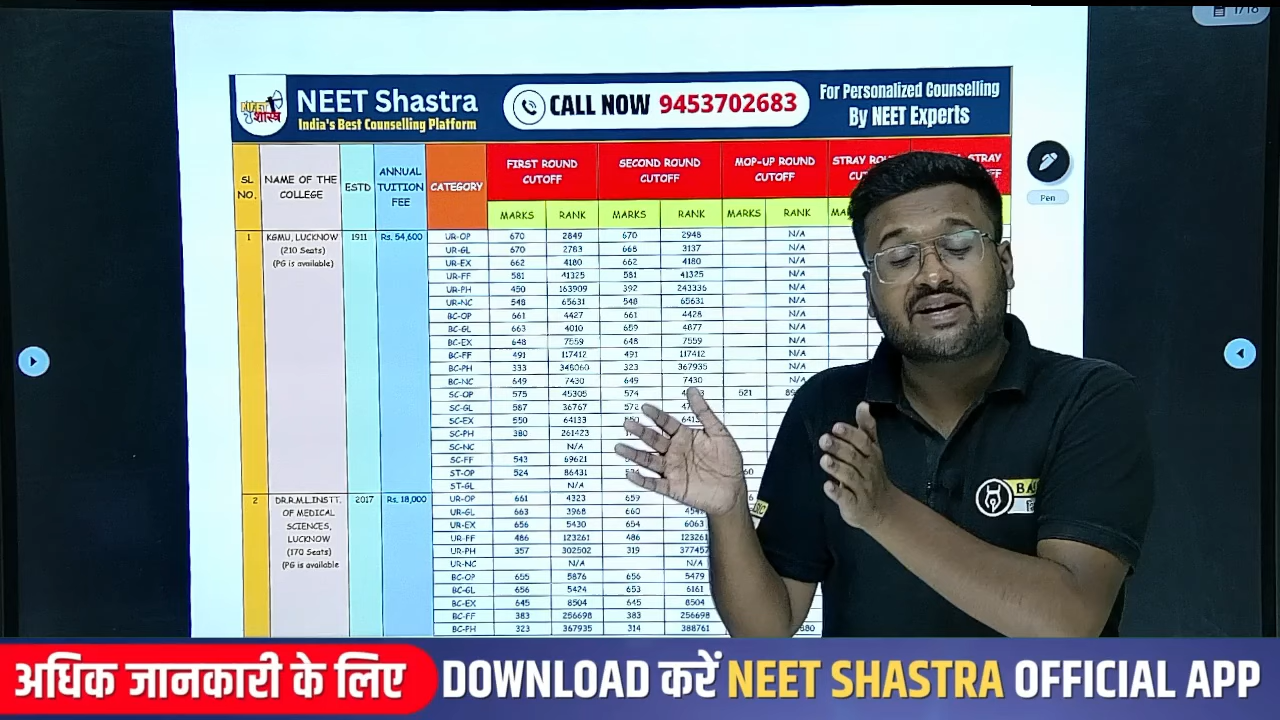 1/18
नीट शास्त्र
NEET Shastra
India's Best Counselling Platform
CALL NOW 9453702683
For Personalized Counselling
By NEET Experts
SL NO. NAME OF THE COLLEGE ESTD ANNUAL TUITION FEE CATEGORY FIRST ROUND CUTOFF SECOND ROUND CUTOFF MOP-UP ROUND CUTOFF STRAY STRAY
MARKS RANK MARKS RANK MARKS RANK
Pen
1 KGMU, LUCKNOW 1911 Rs. 54,600 UR-OP 670 2849 670 2948 N/A
(210 Seats) UR-GL 670 2783 668 3137 N/A
(PG is available) UR-EX 662 4180 662 4180 N/A
UR-FF 581 41325 581 41325 N/A
UR-PH 450 163909 392 243336 N/A
UR-NC 548 65631 548 65631 N/A
BC-OP 661 4427 661 4428 N/A
BC-GL 663 4010 659 4877 N/A
BC-EX 648 7559 648 7559 N/A
BC-FF 491 117412 491 117412 N/A
BC-PH 333 348060 323 367935 N/A
BC-NC 649 7430 649 7430 N/A
SC-OP 575 45305 574 521
SC-GL 587 36767
SC-EX 550 64133
SC-PH 380 261423
SC-NC N/A
SC-FF 543 69621
ST-OP 524 86431
ST-GL N/A
2 DR.R.M.L.INSTT. 2017 Rs. 18,000 UR-OP 661 4323 659
OF MEDICAL UR-GL 663 3968 660
SCIENCES, UR-EX 656 5430 654 6063
LUCKNOW UR-FF 486 123261 486 123261
(170 Seats) UR-PH 357 302502 319 377457
(PG is available UR-NC N/A N/A
BC-OP 655 5876 656 5479
BC-GL 656 5424 653 6161
BC-EX 645 8504 645 8504
BC-FF 383 256698 383 256698
BC-PH 323 367935 314 388761
अधिक जानकारी के लिए DOWNLOAD करें NEET SHASTRA OFFICIAL APP